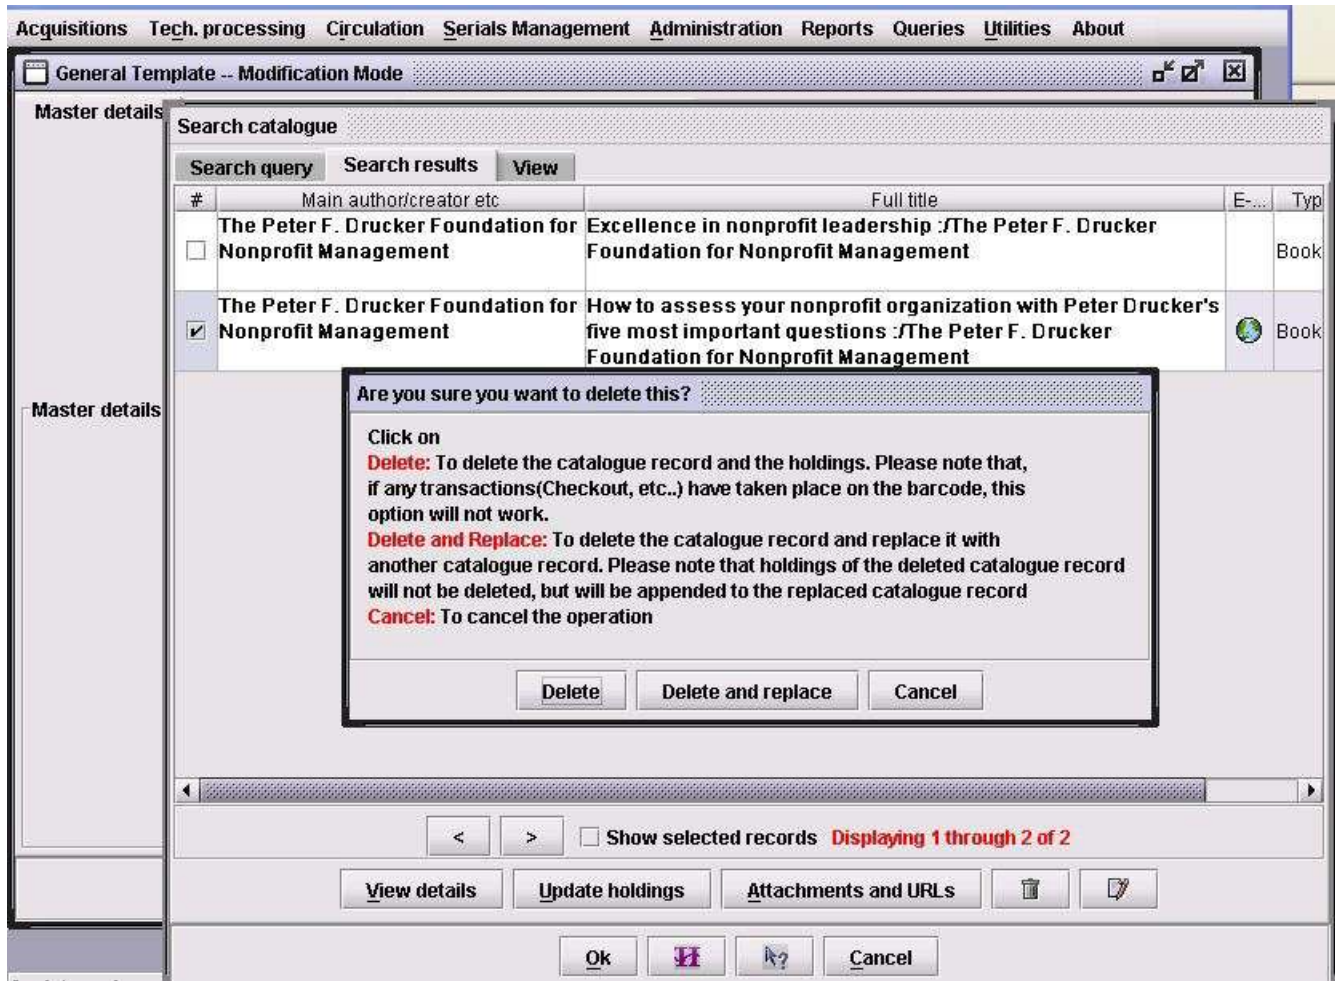 Acquisitions Tech. processing Circulation Serials Management Administration Reports Queries Utilities About
General Template -- Modification Mode
Master details
Search catalogue
Search query Search results View
# Main author/creator etc Full title E-... Typ
The Peter F. Drucker Foundation for Excellence in nonprofit leadership :/The Peter F. Drucker
Nonprofit Management Foundation for Nonprofit Management Book
The Peter F. Drucker Foundation for How to assess your nonprofit organization with Peter Drucker's
Nonprofit Management five most important questions :/The Peter F. Drucker Book
Foundation for Nonprofit Management
Are you sure you want to delete this?
Master details
Click on
Delete: To delete the catalogue record and the holdings. Please note that,
if any transactions(Checkout, etc..) have taken place on the barcode, this
option will not work.
Delete and Replace: To delete the catalogue record and replace it with
another catalogue record. Please note that holdings of the deleted catalogue record
will not be deleted, but will be appended to the replaced catalogue record
Cancel: To cancel the operation
Delete Delete and replace Cancel
< > Show selected records Displaying 1 through 2 of 2
View details Update holdings Attachments and URLs
Ok Cancel